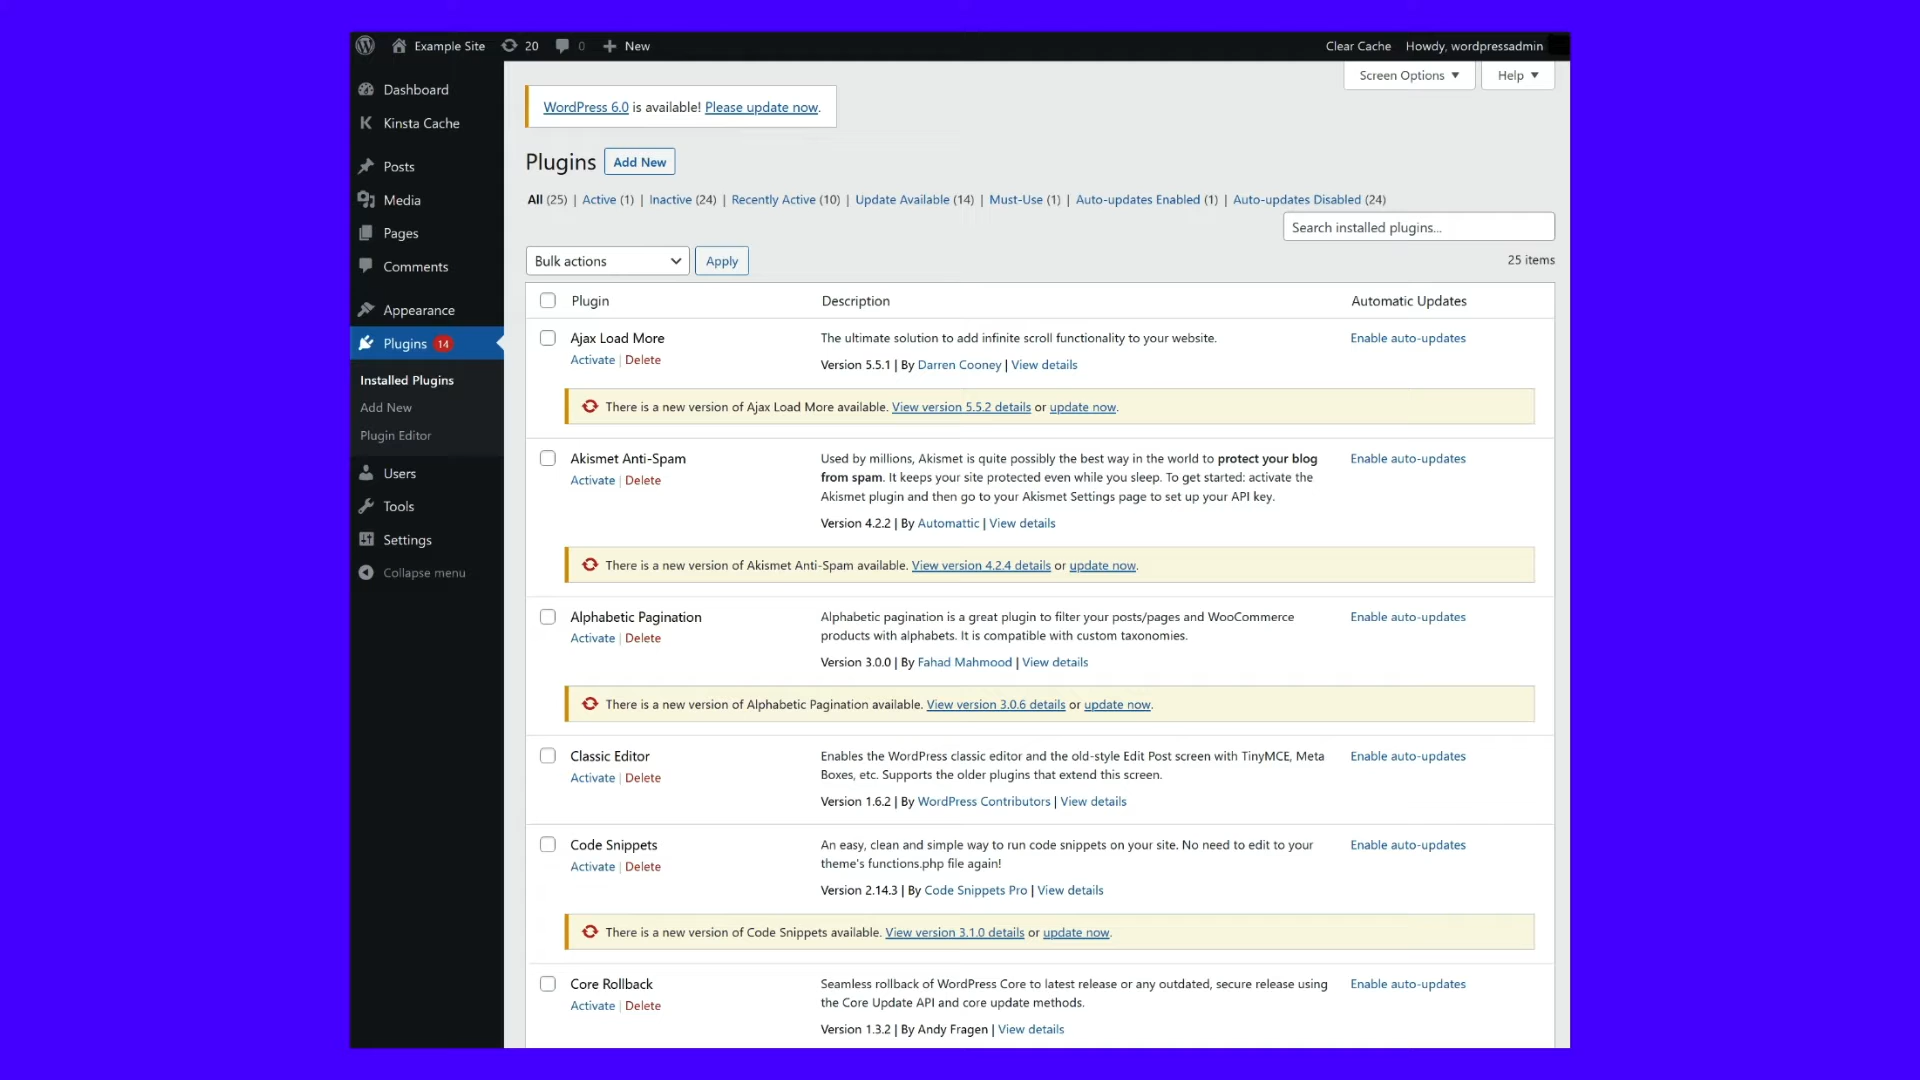 Example Site 20 0 New Clear Cache Howdy, wordpressadmin
Screen Options Help
Dashboard
Kinsta Cache
Posts
Media
Pages
Comments
Appearance
Plugins 14
Installed Plugins
Add New
Plugin Editor
Users
Tools
Settings
Collapse menu
WordPress 6.0 is available! Please update now.
Plugins Add New
All (25) | Active (1) | Inactive (24) | Recently Active (10) | Update Available (14) | Must-Use (1) | Auto-updates Enabled (1) | Auto-updates Disabled (24)
Search installed plugins...
Bulk actions Apply 25 items
Plugin Description Automatic Updates
Ajax Load More The ultimate solution to add infinite scroll functionality to your website. Enable auto-updates
Activate | Delete
Version 5.5.1 | By Darren Cooney | View details
There is a new version of Ajax Load More available. View version 5.5.2 details or update now.
Akismet Anti-Spam Used by millions, Akismet is quite possibly the best way in the world to protect your blog Enable auto-updates
Activate | Delete from spam. It keeps your site protected even while you sleep. To get started: activate the
Akismet plugin and then go to your Akismet Settings page to set up your API key.
Version 4.2.2 | By Automattic | View details
There is a new version of Akismet Anti-Spam available. View version 4.2.4 details or update now.
Alphabetic Pagination Alphabetic pagination is a great plugin to filter your posts/pages and WooCommerce Enable auto-updates
Activate | Delete products with alphabets. It is compatible with custom taxonomies.
Version 3.0.0 | By Fahad Mahmood | View details
There is a new version of Alphabetic Pagination available. View version 3.0.6 details or update now.
Classic Editor Enables the WordPress classic editor and the old-style Edit Post screen with TinyMCE, Meta Enable auto-updates
Activate | Delete Boxes, etc. Supports the older plugins that extend this screen.
Version 1.6.2 | By WordPress Contributors | View details
Code Snippets An easy, clean and simple way to run code snippets on your site. No need to edit to your Enable auto-updates
Activate | Delete theme's functions.php file again!
Version 2.14.3 | By Code Snippets Pro | View details
There is a new version of Code Snippets available. View version 3.1.0 details or update now.
Core Rollback Seamless rollback of WordPress Core to latest release or any outdated, secure release using Enable auto-updates
Activate | Delete the Core Update API and core update methods.
Version 1.3.2 | By Andy Fragen | View details